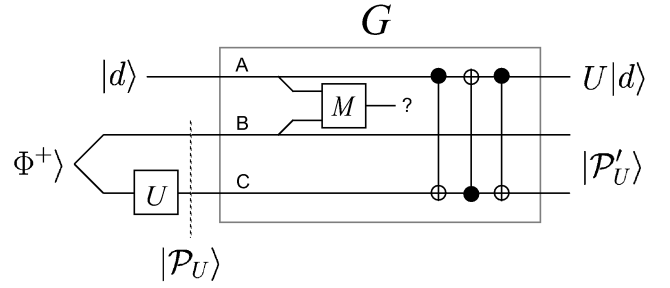 G
|d⟩ A U|d⟩
M ?
B
Φ⁺⟩ |𝒫′_U⟩
U C
|𝒫_U⟩